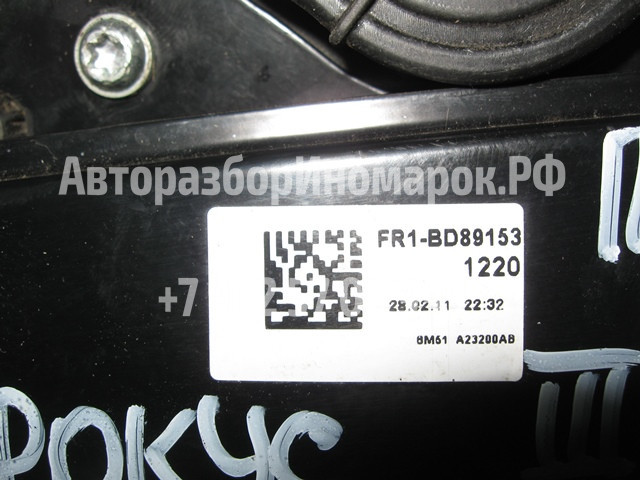 АвторазборИномарок.РФ
FR1-BD89153
1220
28.02.11 22:32
8M51 A23200AB
ФОКУС